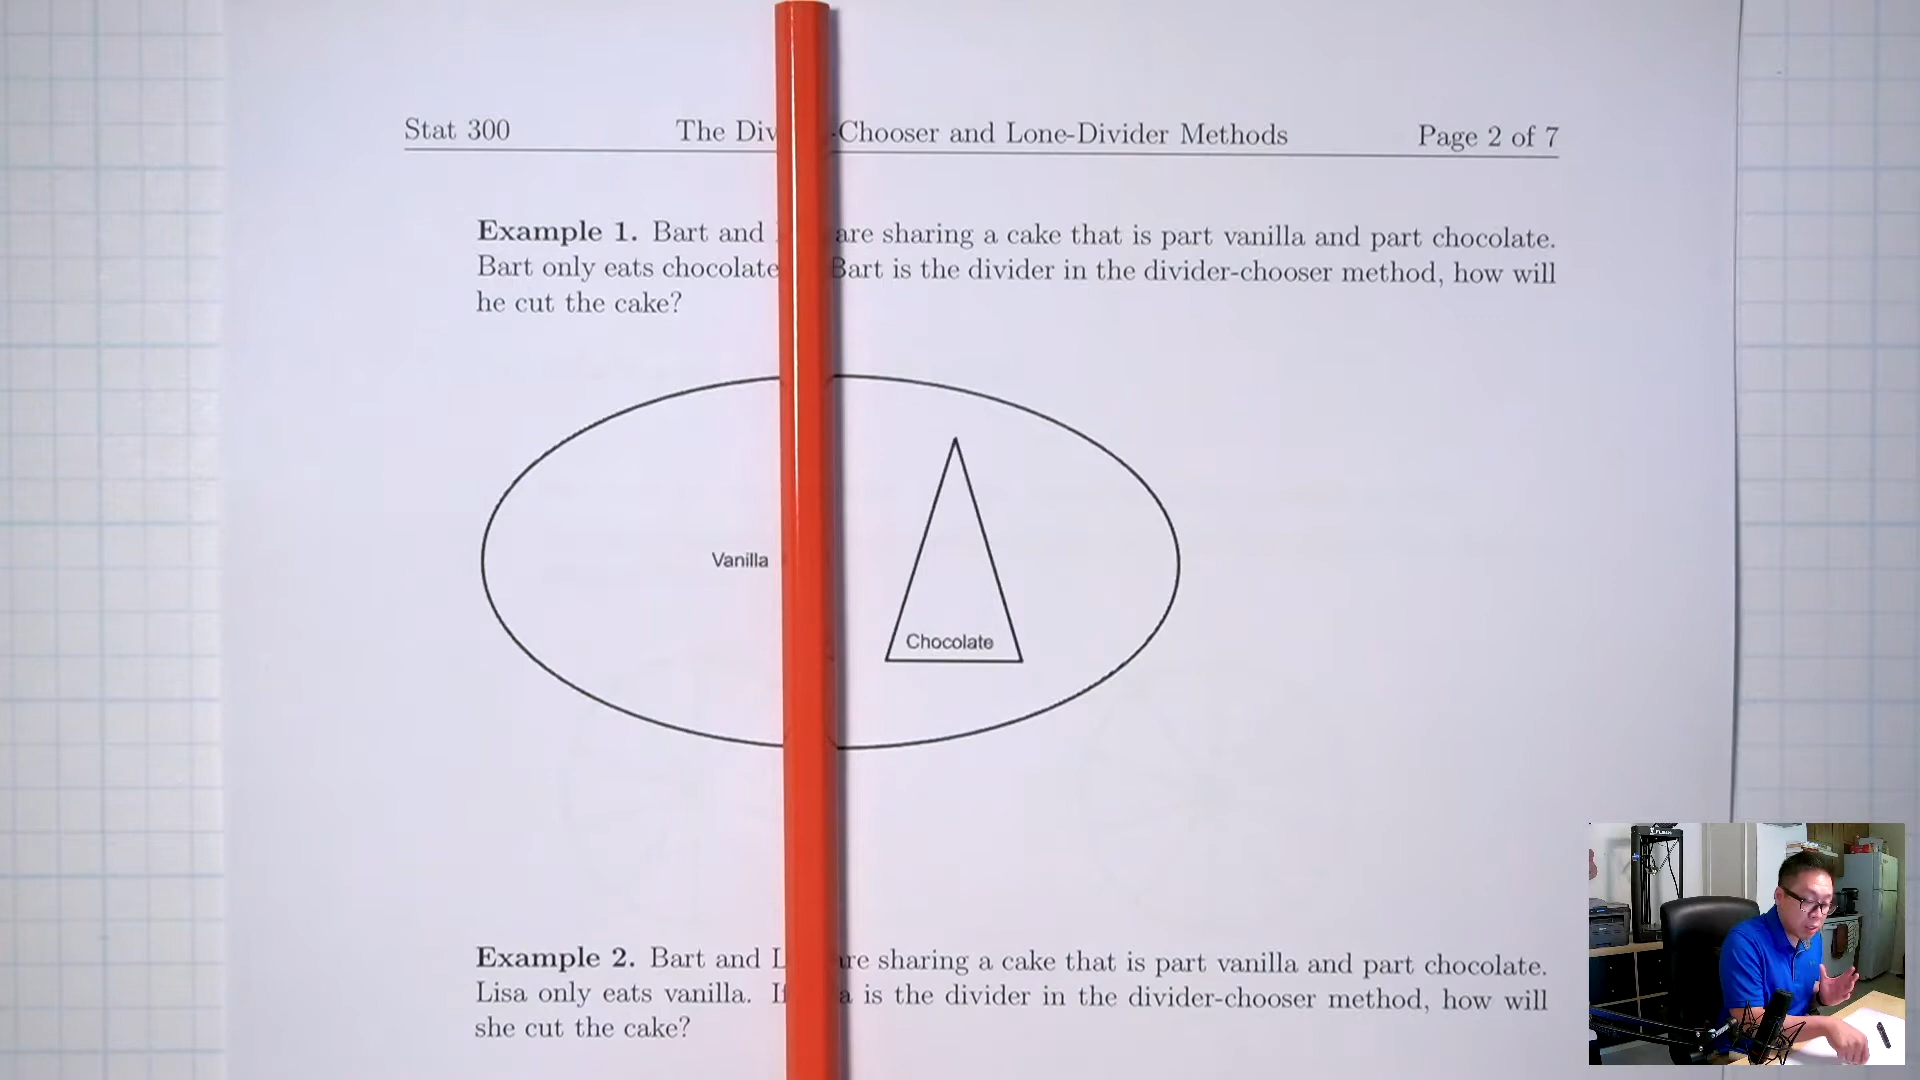 Stat 300 The Div -Chooser and Lone-Divider Methods Page 2 of 7
Example 1. Bart and are sharing a cake that is part vanilla and part chocolate.
Bart only eats chocolate Bart is the divider in the divider-chooser method, how will
he cut the cake?
Vanilla
Chocolate
Example 2. Bart and L are sharing a cake that is part vanilla and part chocolate.
Lisa only eats vanilla. If a is the divider in the divider-chooser method, how will
she cut the cake?